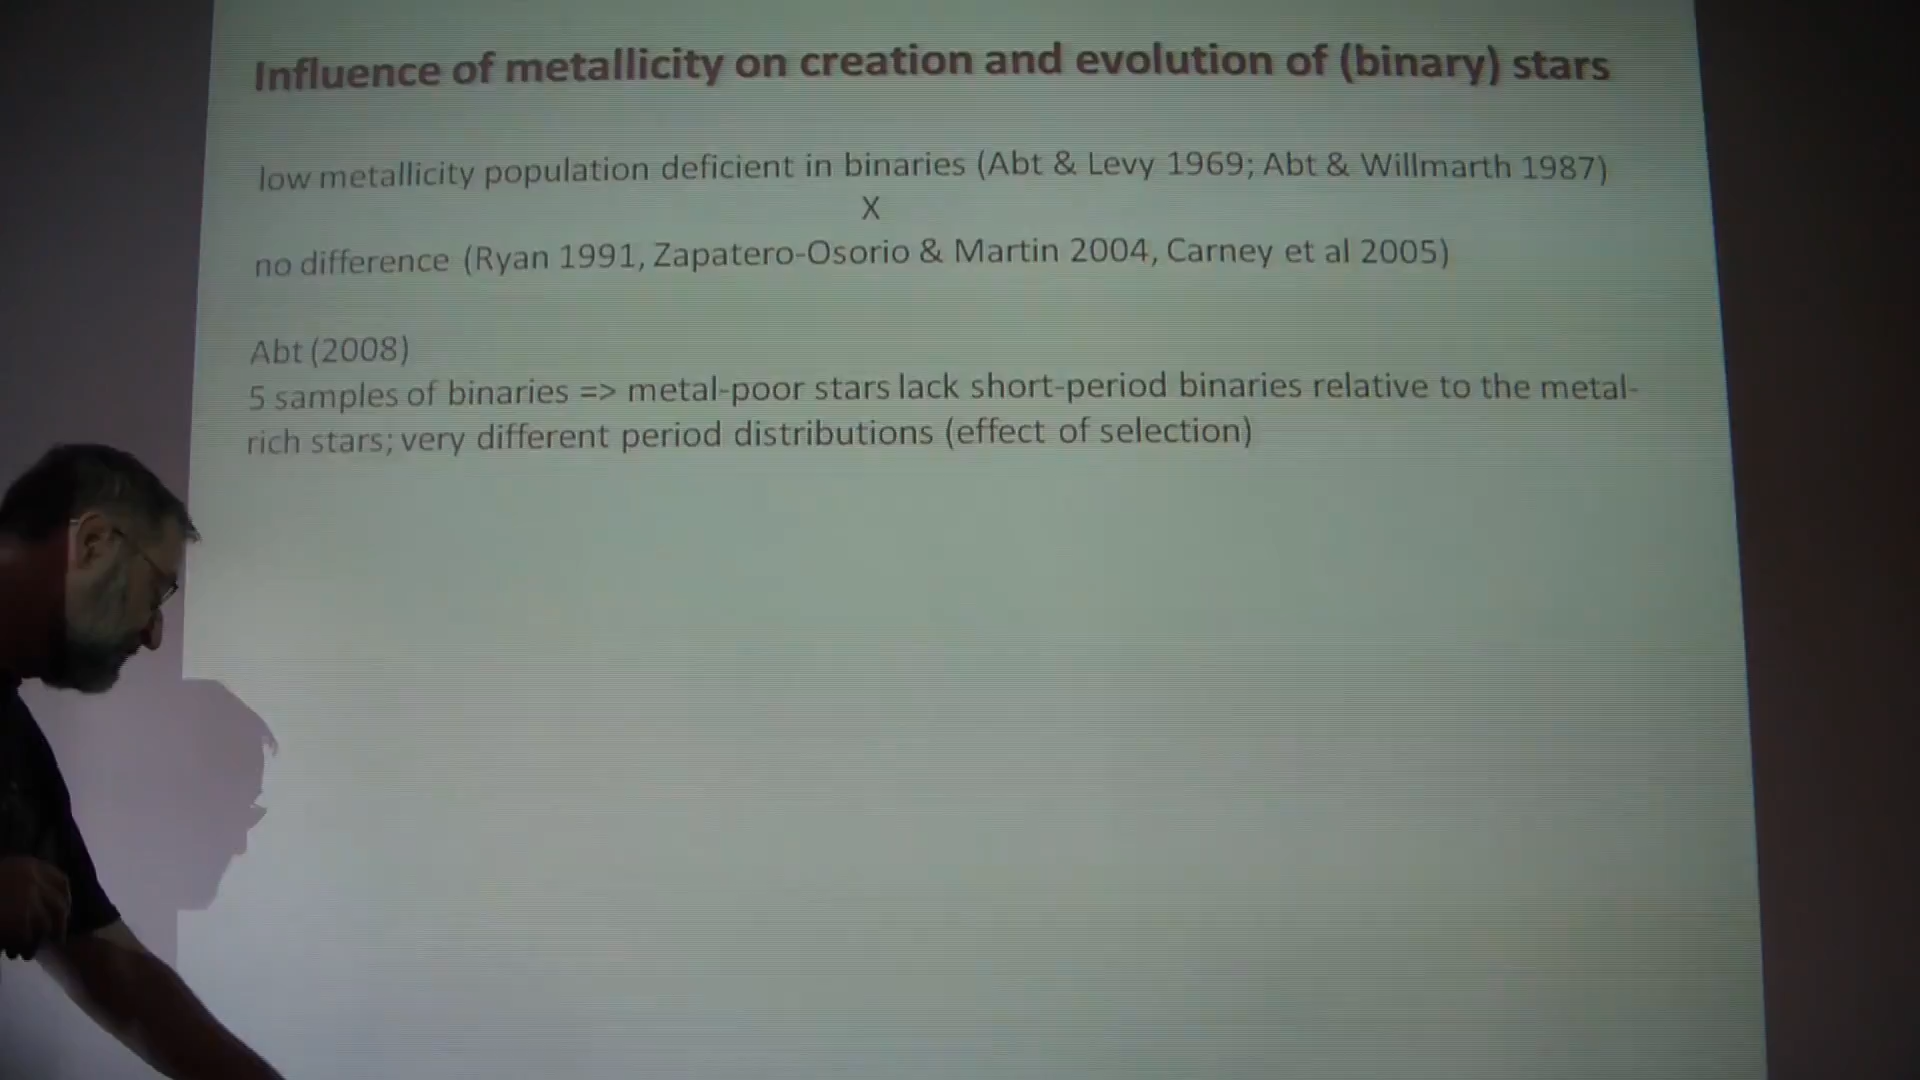 Influence of metallicity on creation and evolution of (binary) stars
low metallicity population deficient in binaries (Abt & Levy 1969; Abt & Willmarth 1987)
X
no difference (Ryan 1991, Zapatero-Osorio & Martin 2004, Carney et al 2005)
Abt (2008)
5 samples of binaries => metal-poor stars lack short-period binaries relative to the metal-
rich stars; very different period distributions (effect of selection)